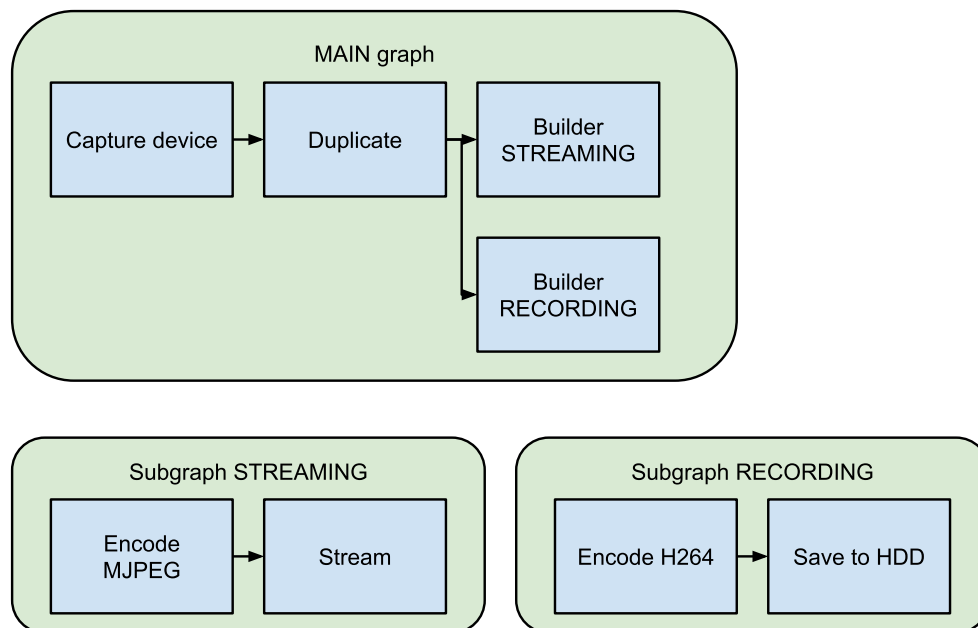 MAIN graph
Capture device
Duplicate
Builder
STREAMING
Builder
RECORDING
Subgraph STREAMING
Encode
MJPEG
Stream
Subgraph RECORDING
Encode H264
Save to HDD